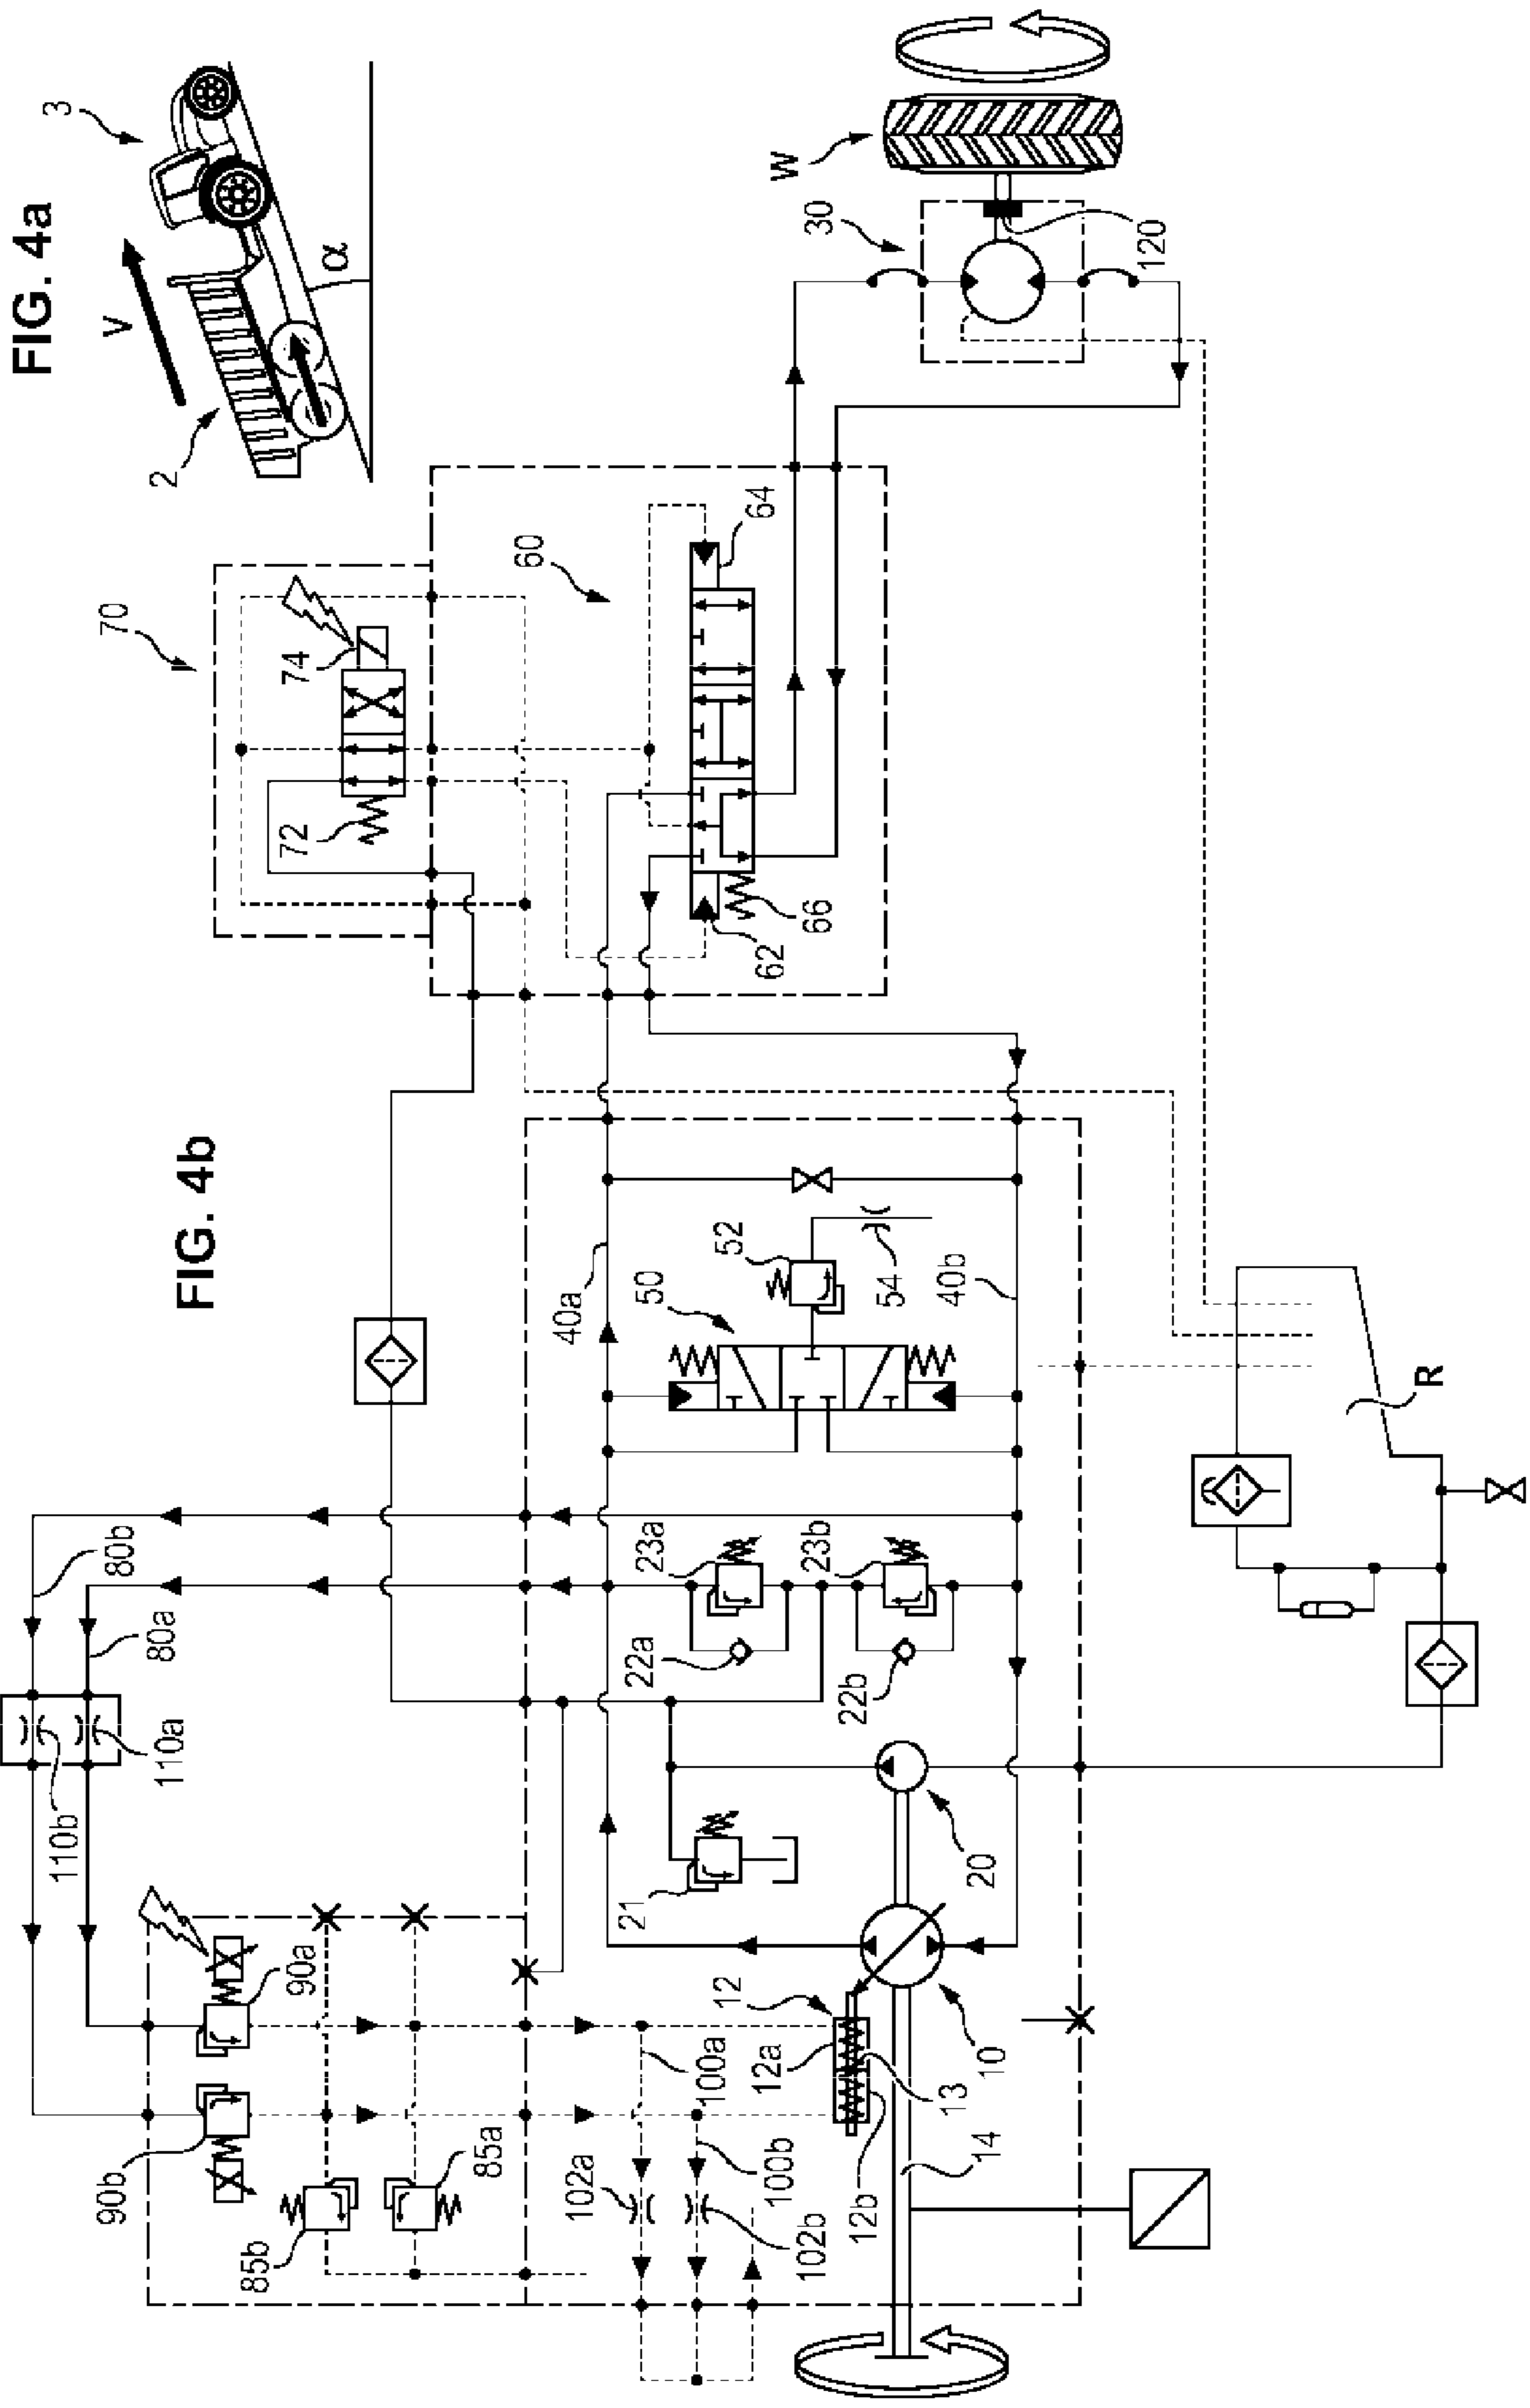 FIG. 4a
3
V
2
α
FIG. 4b
70
74
72
60
64
62
66
30
W
120
80b
80a
110b
110a
40a
50
52
54
40b
23a
23b
22a
22b
21
20
R
90a
90b
85b
85a
100a
100b
102a
102b
12
12a
12b
13
10
14